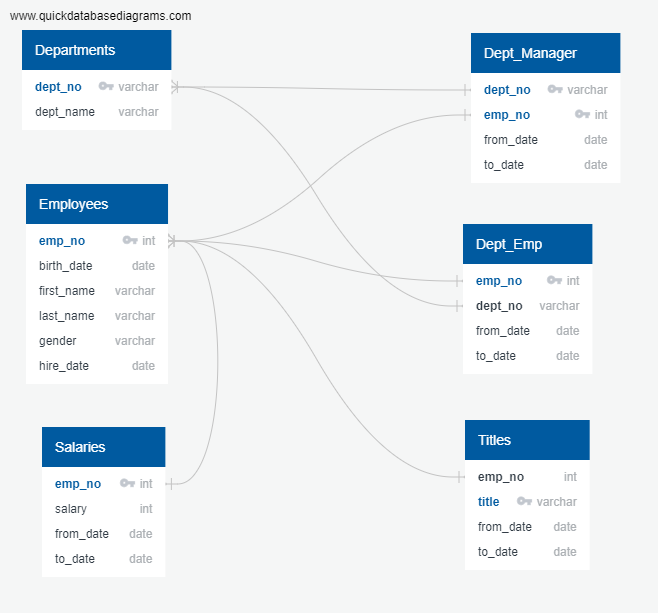 www.quickdatabasediagrams.com
Departments
dept_no varchar
dept_name varchar
Employees
emp_no int
birth_date date
first_name varchar
last_name varchar
gender varchar
hire_date date
Salaries
emp_no int
salary int
from_date date
to_date date
Dept_Manager
dept_no varchar
emp_no int
from_date date
to_date date
Dept_Emp
emp_no int
dept_no varchar
from_date date
to_date date
Titles
emp_no int
title varchar
from_date date
to_date date